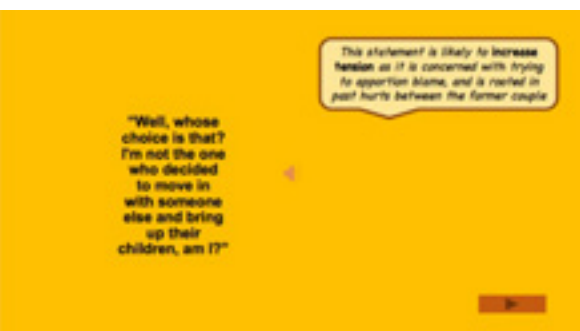 This statement is likely to increase
tension as it is concerned with trying
to apportion blame, and is rooted in
past hurts between the former couple
"Well, whose
choice is that?
I'm not the one
who decided
to move in
with someone
else and bring
up their
children, am I?"